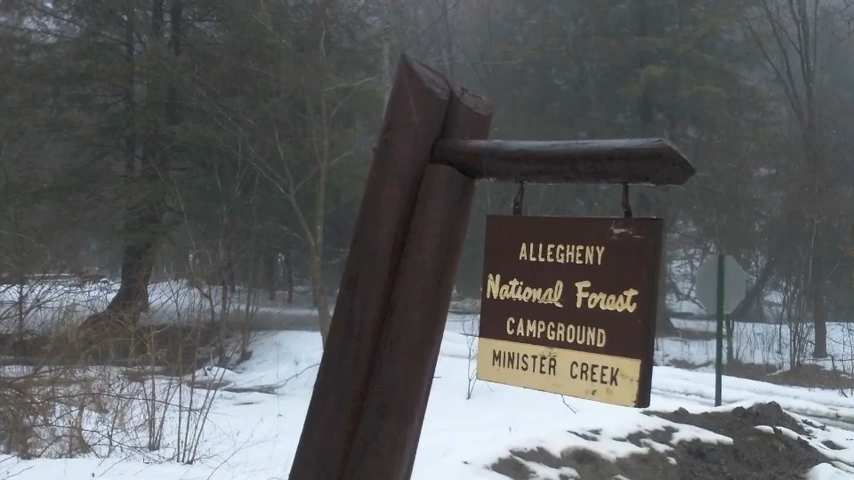 ALLEGHENY
National Forest
CAMPGROUND
MINISTER CREEK